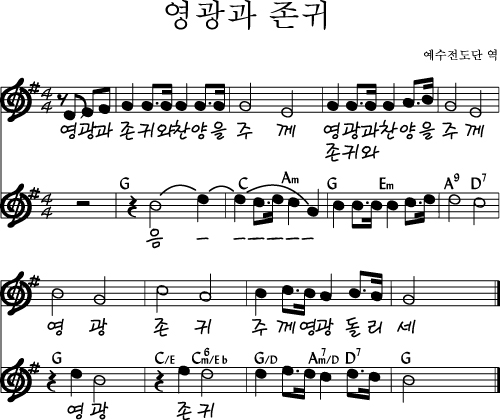 영광과 존귀
예수전도단 역
영광과 존귀와찬양을 주 께 영광과찬양을 주 께
존귀와
G C Am G Em A9 D7
음 – – – – – –
영 광 존 귀 주 께 영광 돌 리 세
G C/E Cm6/Eb G/D Am7/D D7 G
영 광 존 귀